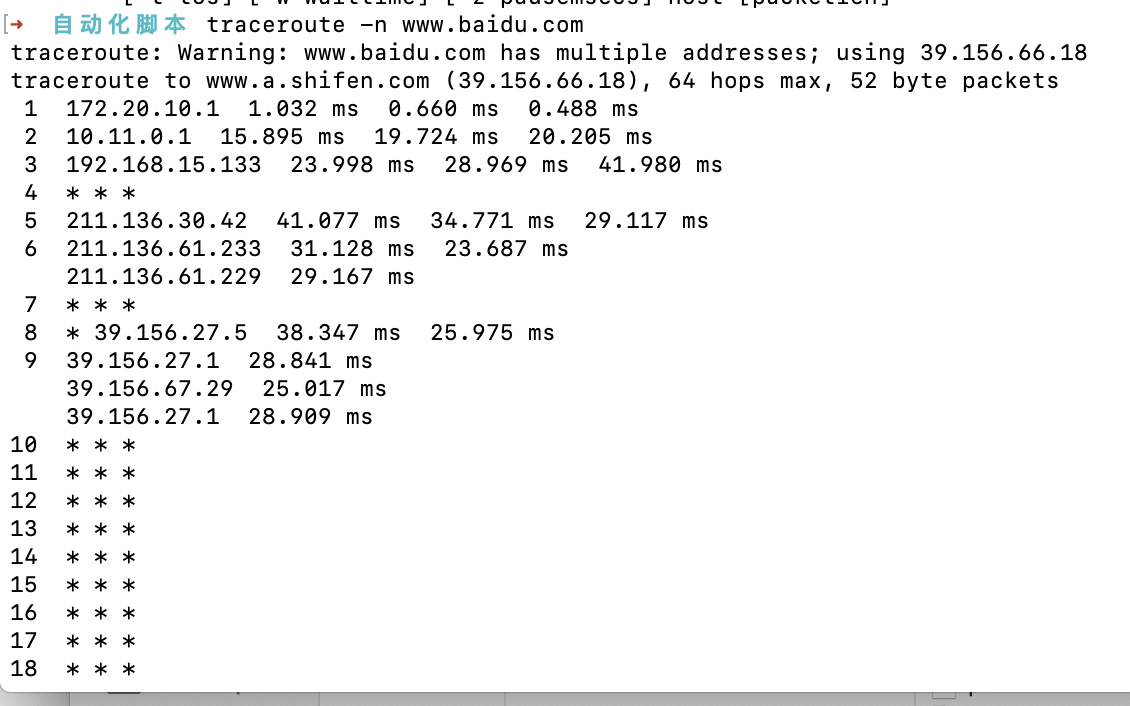 [-t tos] [-w waittime] [-z pausemsecs] host [packetlen]
[➜ 自动化脚本 traceroute -n www.baidu.com
traceroute: Warning: www.baidu.com has multiple addresses; using 39.156.66.18
traceroute to www.a.shifen.com (39.156.66.18), 64 hops max, 52 byte packets
1 172.20.10.1 1.032 ms 0.660 ms 0.488 ms
2 10.11.0.1 15.895 ms 19.724 ms 20.205 ms
3 192.168.15.133 23.998 ms 28.969 ms 41.980 ms
4 * * *
5 211.136.30.42 41.077 ms 34.771 ms 29.117 ms
6 211.136.61.233 31.128 ms 23.687 ms
211.136.61.229 29.167 ms
7 * * *
8 * 39.156.27.5 38.347 ms 25.975 ms
9 39.156.27.1 28.841 ms
39.156.67.29 25.017 ms
39.156.27.1 28.909 ms
10 * * *
11 * * *
12 * * *
13 * * *
14 * * *
15 * * *
16 * * *
17 * * *
18 * * *